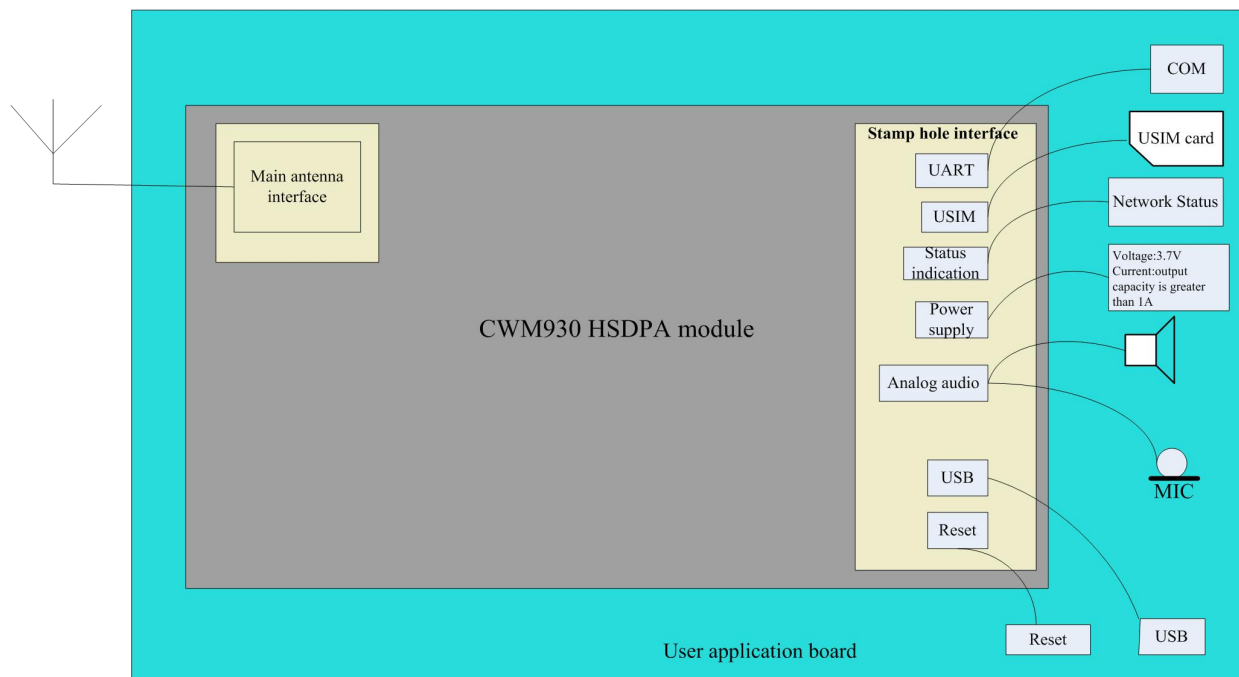 COM
Stamp hole interface
USIM card
UART
Main antenna
interface
Network Status
USIM
Status
indication
Voltage:3.7V
Current:output
capacity is greater
than 1A
Power
supply
CWM930 HSDPA module
Analog audio
USB
MIC
Reset
Reset
USB
User application board